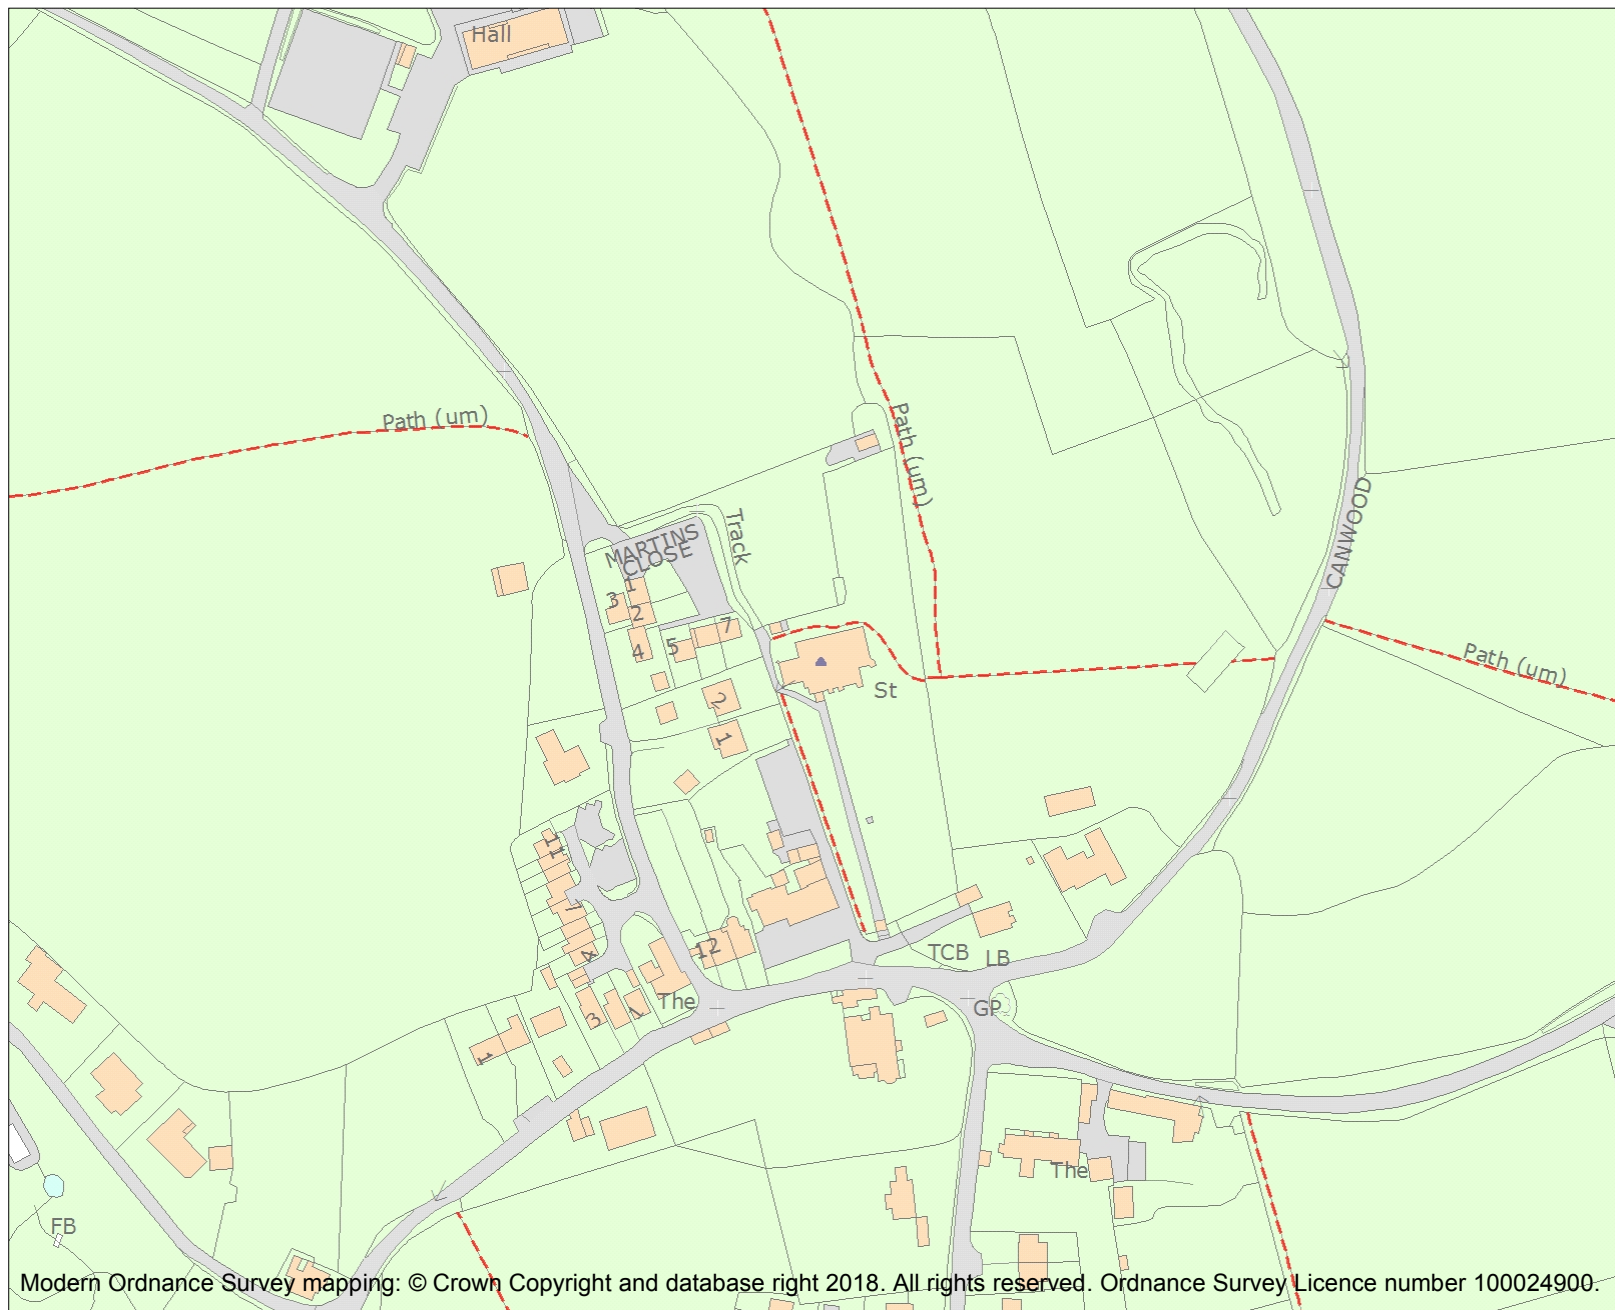 Hall
Path (um)
Path (um)
CANWOOD
Track
MARTINS
CLOSE
1
3
2
4
5
7
Path (um)
St
2
1
11
7
4
12
TCB
LB
The
GP
3
1
1
The
FB
Modern Ordnance Survey mapping: © Crown Copyright and database right 2018. All rights reserved. Ordnance Survey Licence number 100024900.